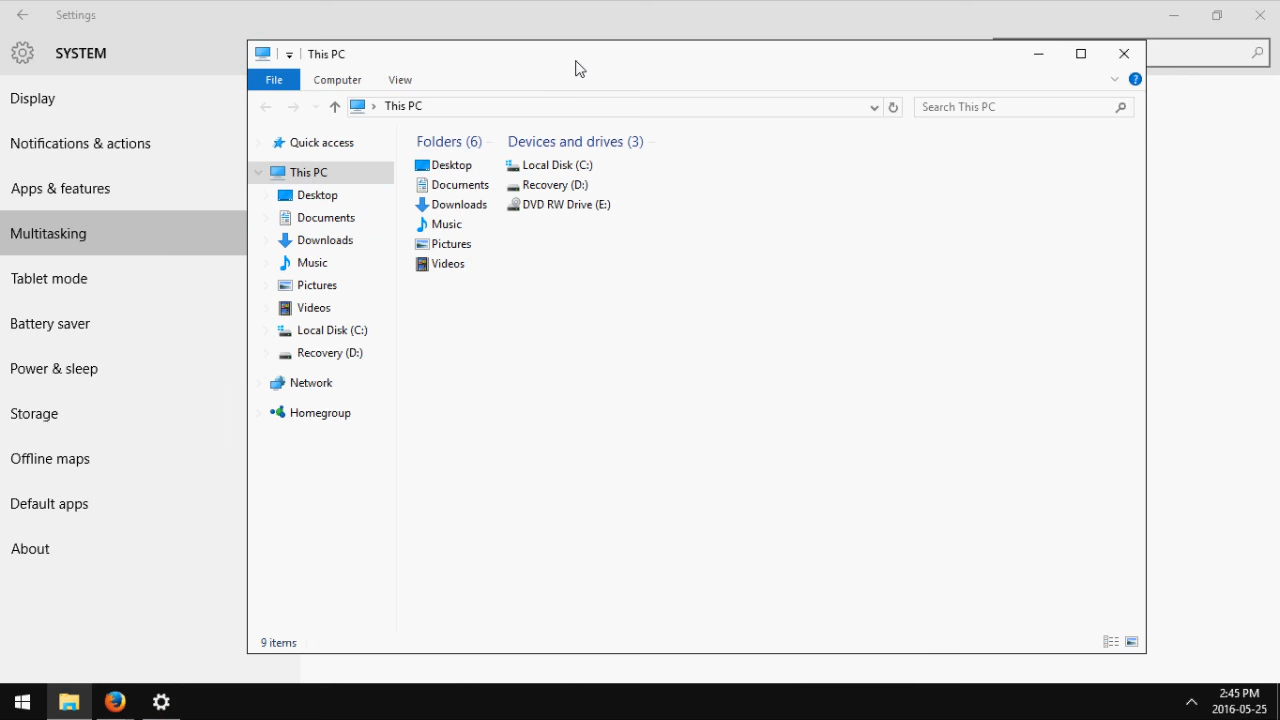 Settings
SYSTEM
Display
Notifications & actions
Apps & features
Multitasking
Tablet mode
Battery saver
Power & sleep
Storage
Offline maps
Default apps
About
This PC
File
Computer
View
This PC
Search This PC
Quick access
This PC
Desktop
Documents
Downloads
Music
Pictures
Videos
Local Disk (C:)
Recovery (D:)
Network
Homegroup
Folders (6)
Desktop
Documents
Downloads
Music
Pictures
Videos
Devices and drives (3)
Local Disk (C:)
Recovery (D:)
DVD RW Drive (E:)
9 items
2:45 PM
2016-05-25